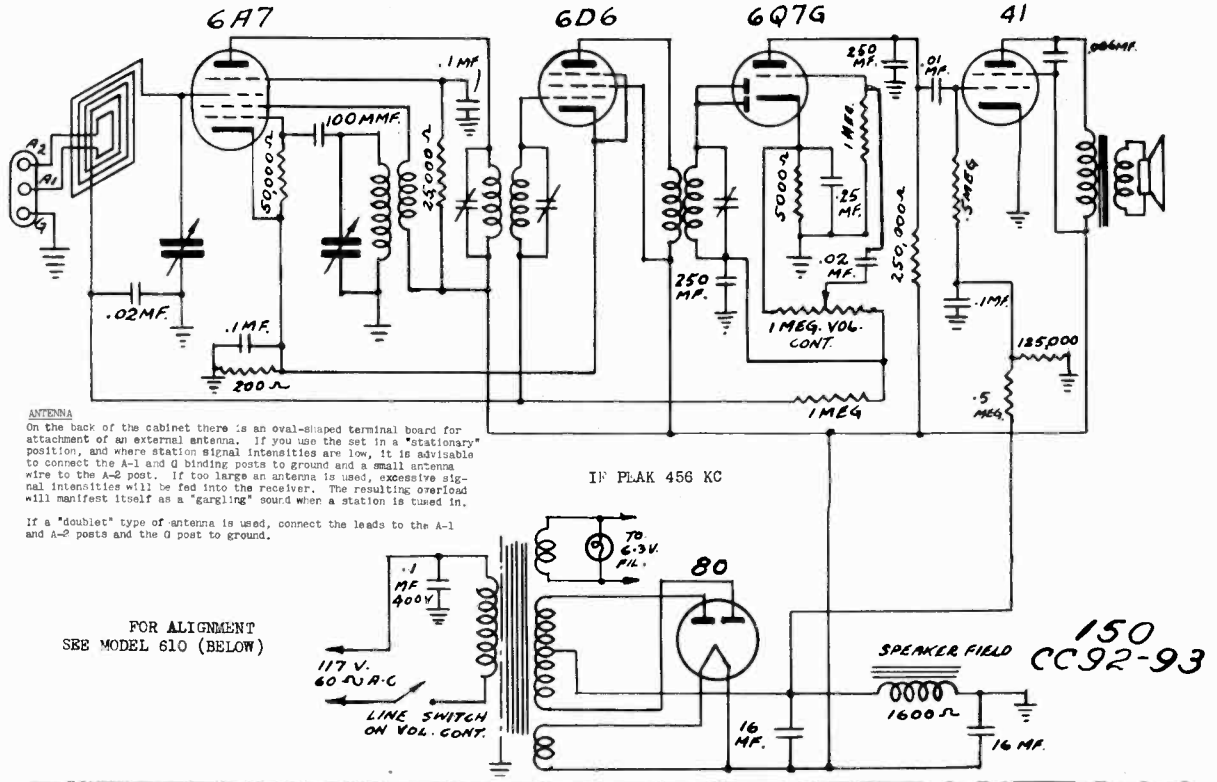 6A7
6D6
6Q7G
41
.1 MF
250 MF.
.01 MF.
.006MF.
A2
A1
G
100 MMF.
50,000 Ω
25,000 Ω
5000 Ω
.25 MF.
1 MEG.
.02 MF.
250,000 Ω
.5 MEG
.02 MF.
.1 MF.
200 Ω
250 MF.
1 MEG. VOL. CONT.
.1 MF.
125,000
1 MEG
.5 MEG.
ANTENNA
On the back of the cabinet there is an oval-shaped terminal board for
attachment of an external antenna. If you use the set in a "stationary"
position, and where station signal intensities are low, it is advisable
to connect the A-1 and G binding posts to ground and a small antenna
wire to the A-2 post. If too large an antenna is used, excessive sig-
nal intensities will be fed into the receiver. The resulting overload
will manifest itself as a "gargling" sound when a station is tuned in.
If a "doublet" type of antenna is used, connect the leads to the A-1
and A-2 posts and the G post to ground.
IF PEAK 456 KC
TO 6.3 V. FIL.
80
.1 MF 400V
FOR ALIGNMENT
SEE MODEL 610 (BELOW)
117 V.
60 ∿ A-C
LINE SWITCH
ON VOL. CONT.
SPEAKER FIELD
1600 Ω
16 MF.
16 MF.
150
CC92-93